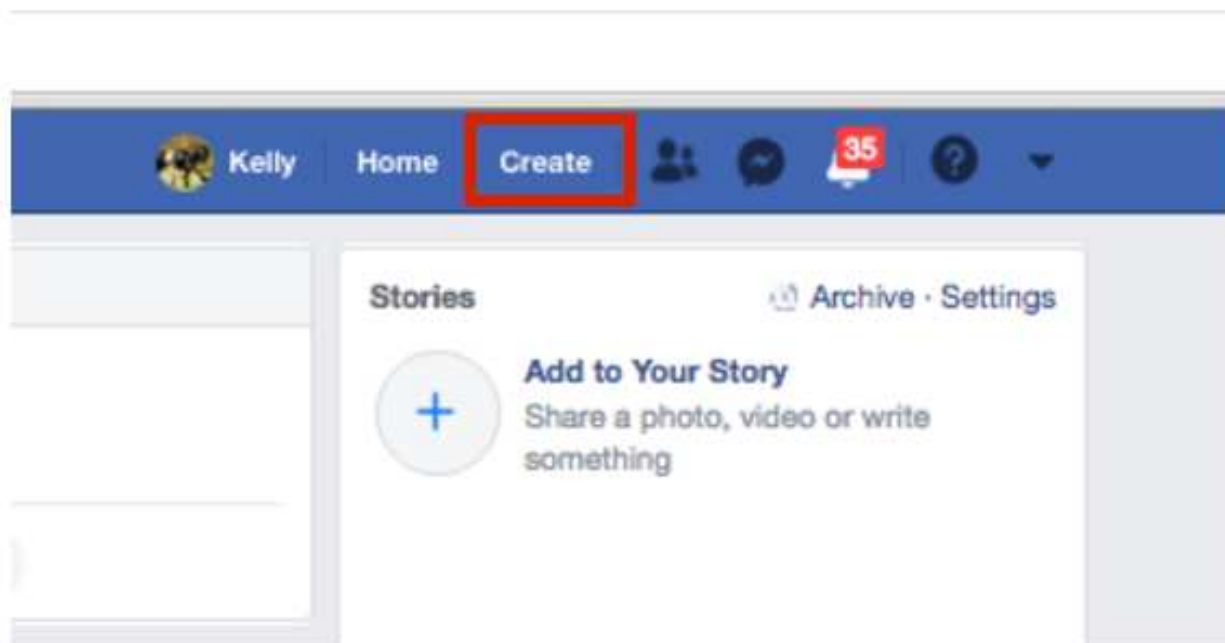 Kelly Home Create 35 ?
Stories Archive · Settings
Add to Your Story
Share a photo, video or write
something